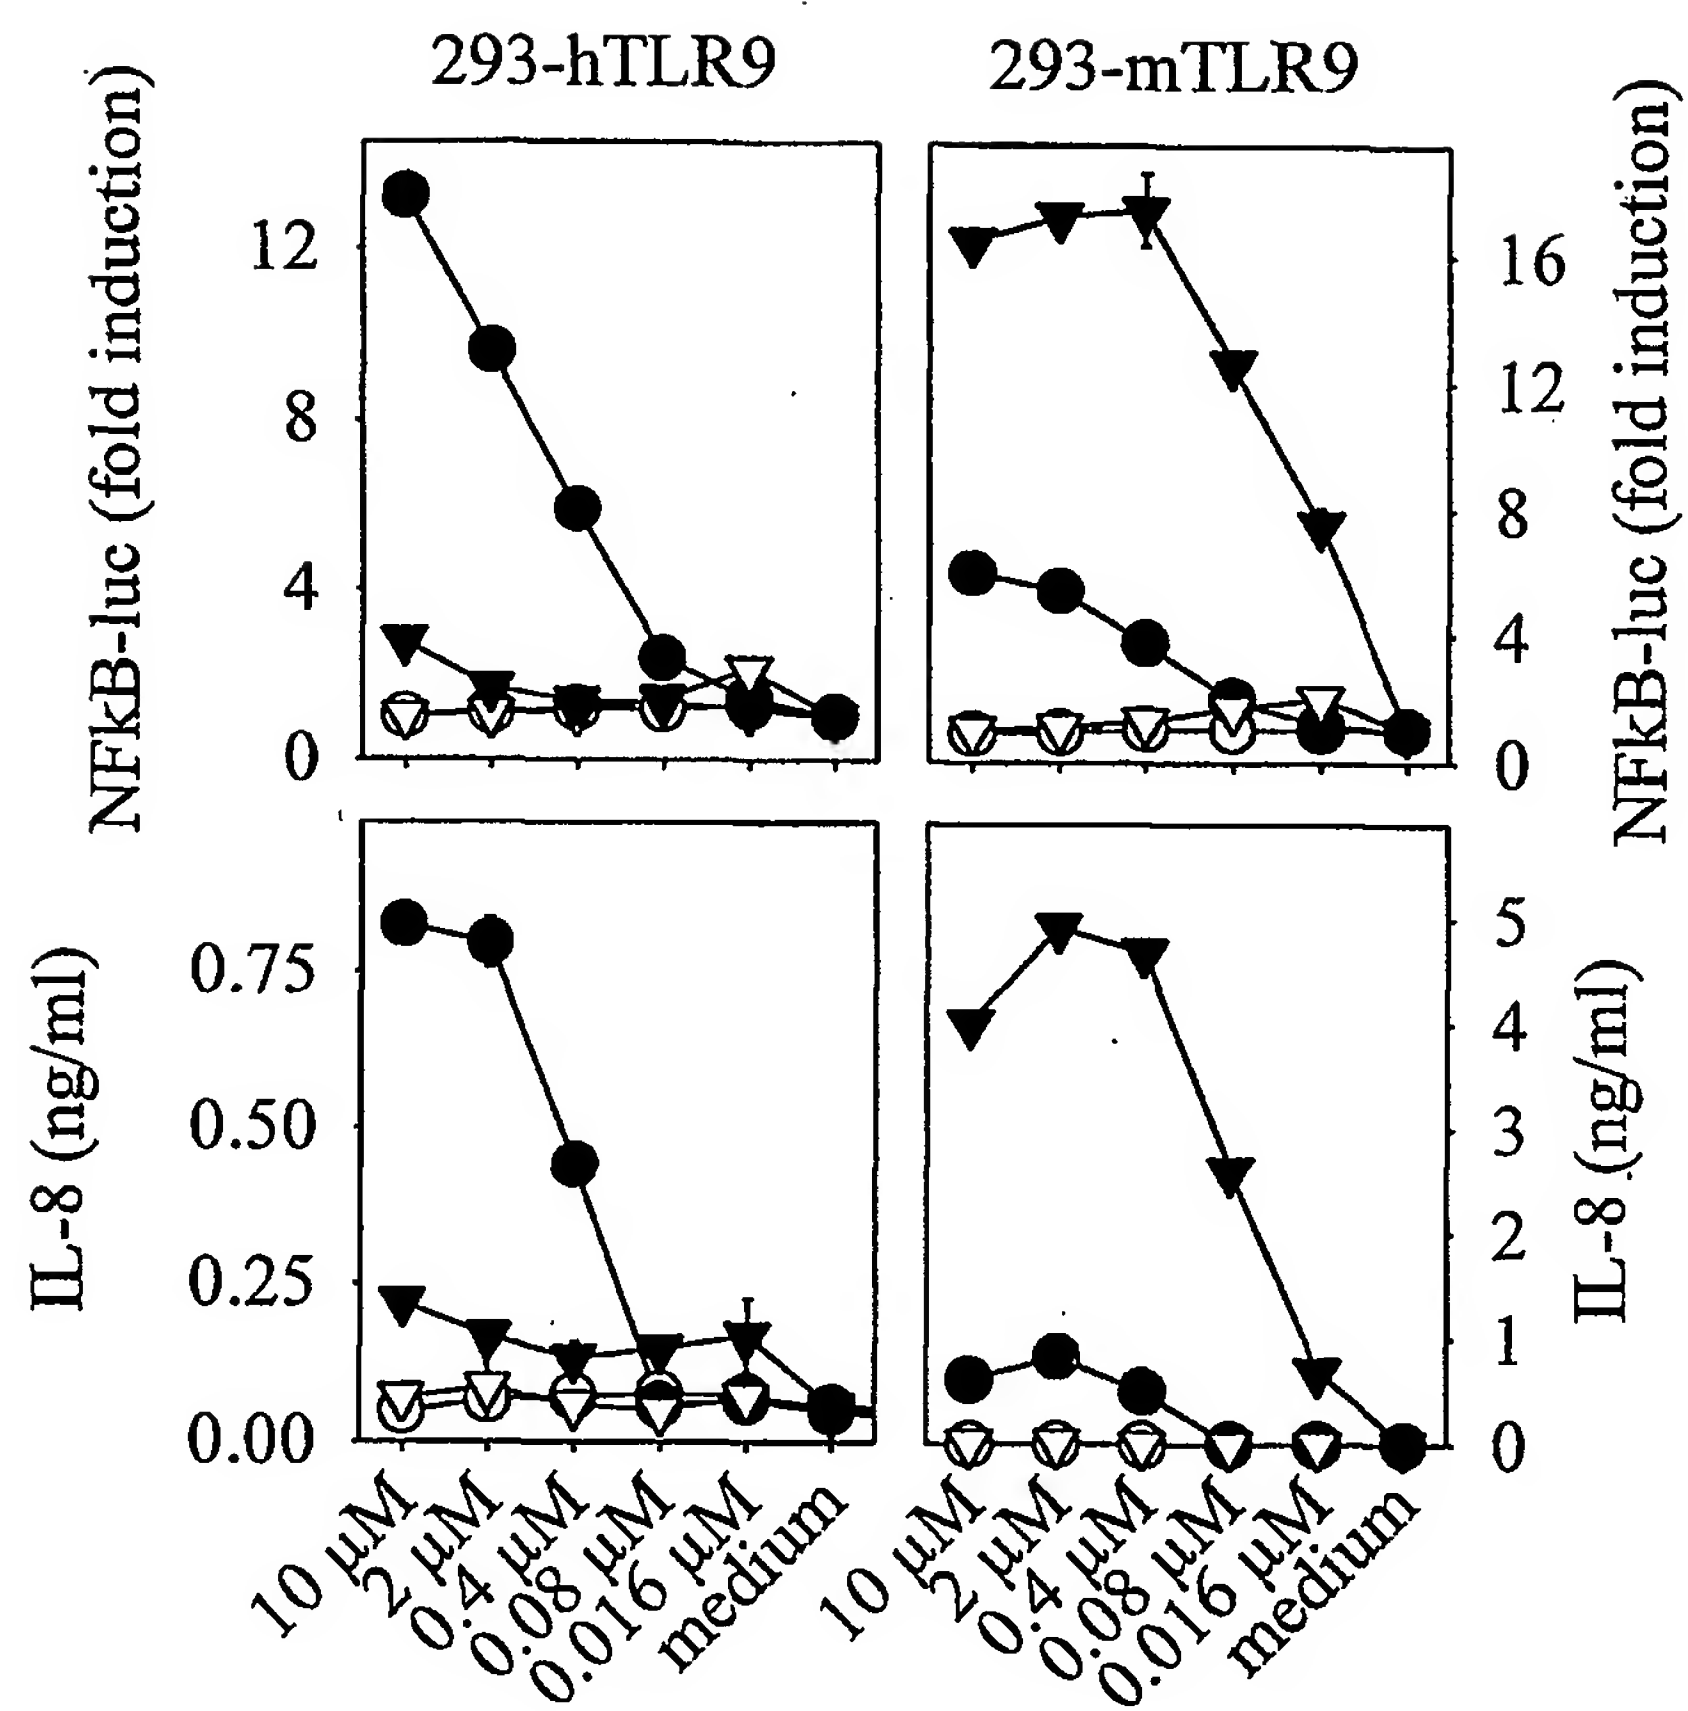 293-hTLR9
293-mTLR9
NFkB-luc (fold induction)
12
8
4
0
16
12
8
4
0
NFkB-luc (fold induction)
IL-8 (ng/ml)
0.75
0.50
0.25
0.00
5
4
3
2
1
0
IL-8 (ng/ml)
10 µM
2 µM
0.4 µM
0.08 µM
0.016 µM
medium
10 µM
2 µM
0.4 µM
0.08 µM
0.016 µM
medium